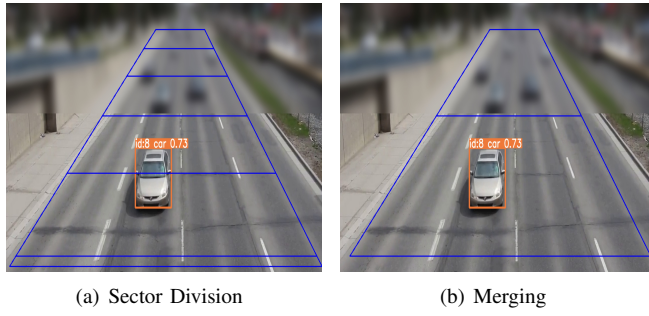 id:8 car 0.73
id:8 car 0.73
(a) Sector Division
(b) Merging